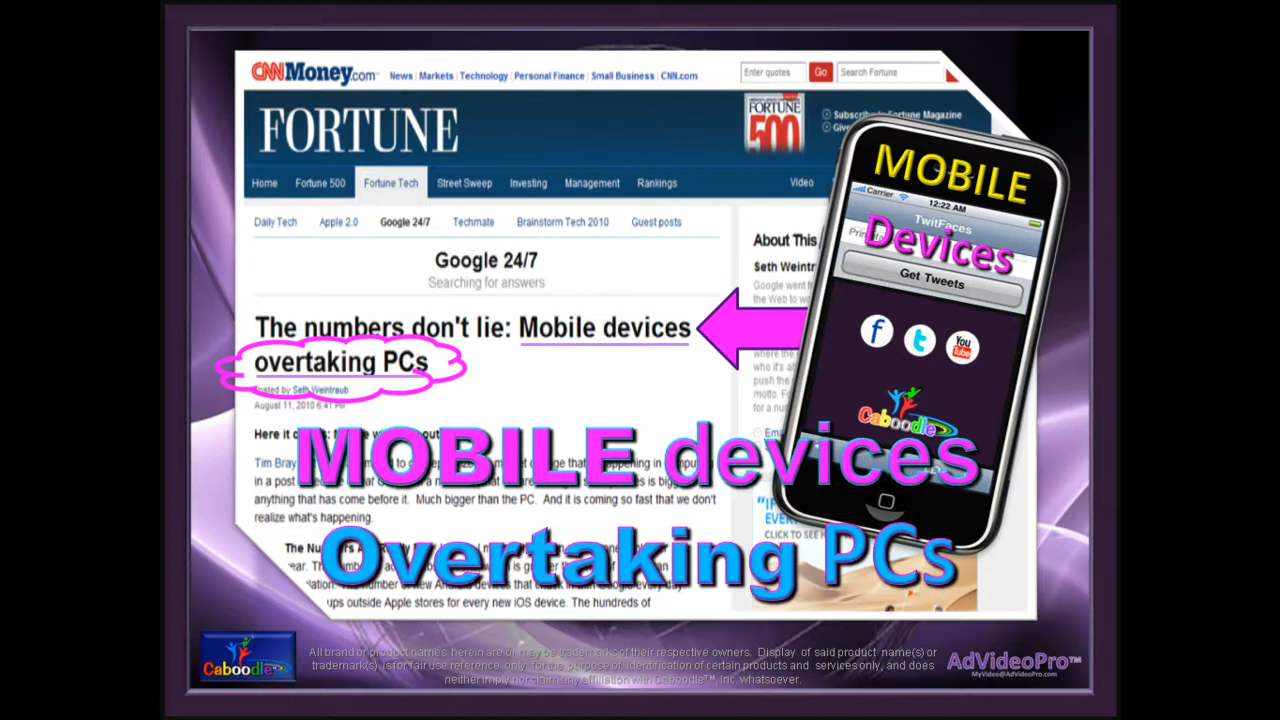 CNNMoney.com News | Markets | Technology | Personal Finance | Small Business | CNN.com Enter quotes Go Search Fortune
FORTUNE
FORTUNE
500
Subscribe to Fortune Magazine
Home Fortune 500 Fortune Tech Street Sweep Investing Management Rankings Video
Daily Tech Apple 2.0 Google 24/7 Techmate Brainstorm Tech 2010 Guest posts
Google 24/7
Searching for answers
About This
Seth Weintr
Google went f
the Web to w
The numbers don't lie: Mobile devices
overtaking PCs
Posted by Seth Weintraub
August 11, 2010 6:41 PM
where the
who it's ab
push the
motto. For
for a nu
Here it
Tim Bray
in a post
anything that has come before it. Much bigger than the PC. And it is coming so fast that we don't
realize what's happening.
The Numbers
ups outside Apple stores for every new iOS device. The hundreds of
CLICK TO SEE H
MOBILE
Carrier
12:22 AM
TwitFaces
Devices
Get Tweets
f t You Tube
Caboodle
MOBILE devices
Overtaking PCs
Caboodle
All brand or product names herein are or may be trademarks of their respective owners. Display of said product name(s) or
trademark(s) is for fair use reference only, for the purpose of identification of certain products and services only, and does
neither imply nor claim any affiliation with Caboodle™, Inc. whatsoever.
AdVideoPro™
MyVideo@AdVideoPro.com